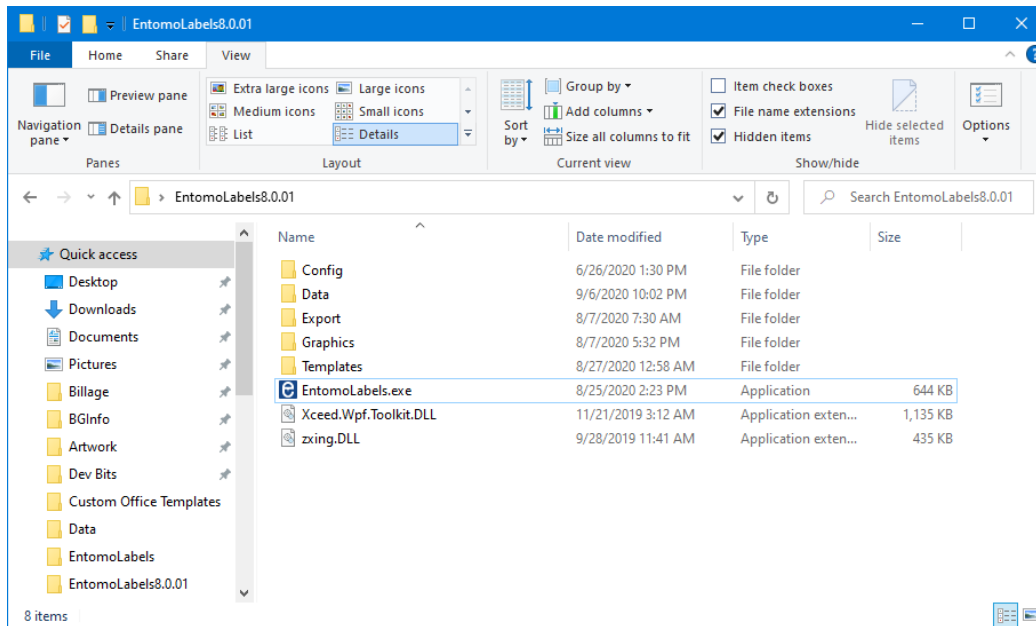 EntomoLabels8.0.01
File Home Share View
Navigation pane
Preview pane
Details pane
Panes
Extra large icons Large icons
Medium icons Small icons
List Details
Layout
Sort by
Group by
Add columns
Size all columns to fit
Current view
Item check boxes
File name extensions
Hidden items
Hide selected items
Show/hide
Options
EntomoLabels8.0.01
Search EntomoLabels8.0.01
Quick access
Desktop
Downloads
Documents
Pictures
Billage
BGInfo
Artwork
Dev Bits
Custom Office Templates
Data
EntomoLabels
EntomoLabels8.0.01
Name Date modified Type Size
Config 6/26/2020 1:30 PM File folder
Data 9/6/2020 10:02 PM File folder
Export 8/7/2020 7:30 AM File folder
Graphics 8/7/2020 5:32 PM File folder
Templates 8/27/2020 12:58 AM File folder
EntomoLabels.exe 8/25/2020 2:23 PM Application 644 KB
Xceed.Wpf.Toolkit.DLL 11/21/2019 3:12 AM Application exten... 1,135 KB
zxing.DLL 9/28/2019 11:41 AM Application exten... 435 KB
8 items